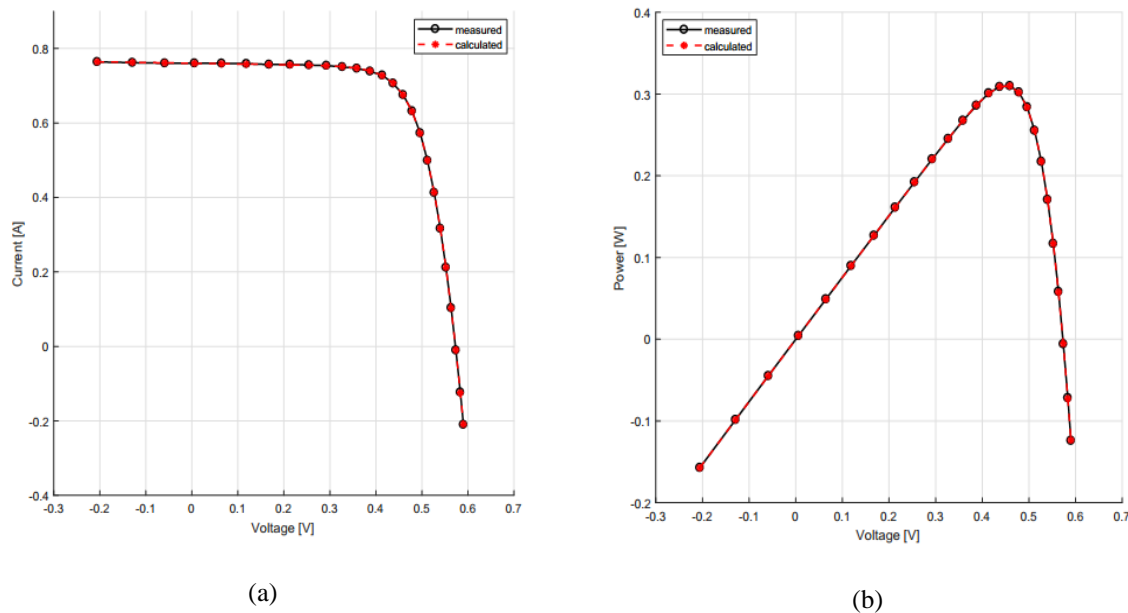 measured
calculated
0.8
0.6
0.4
0.2
0
-0.2
-0.4
Current [A]
-0.3 -0.2 -0.1 0 0.1 0.2 0.3 0.4 0.5 0.6 0.7
Voltage [V]
(a)
measured
calculated
0.4
0.3
0.2
0.1
0
-0.1
-0.2
Power [W]
-0.3 -0.2 -0.1 0 0.1 0.2 0.3 0.4 0.5 0.6 0.7
Voltage [V]
(b)